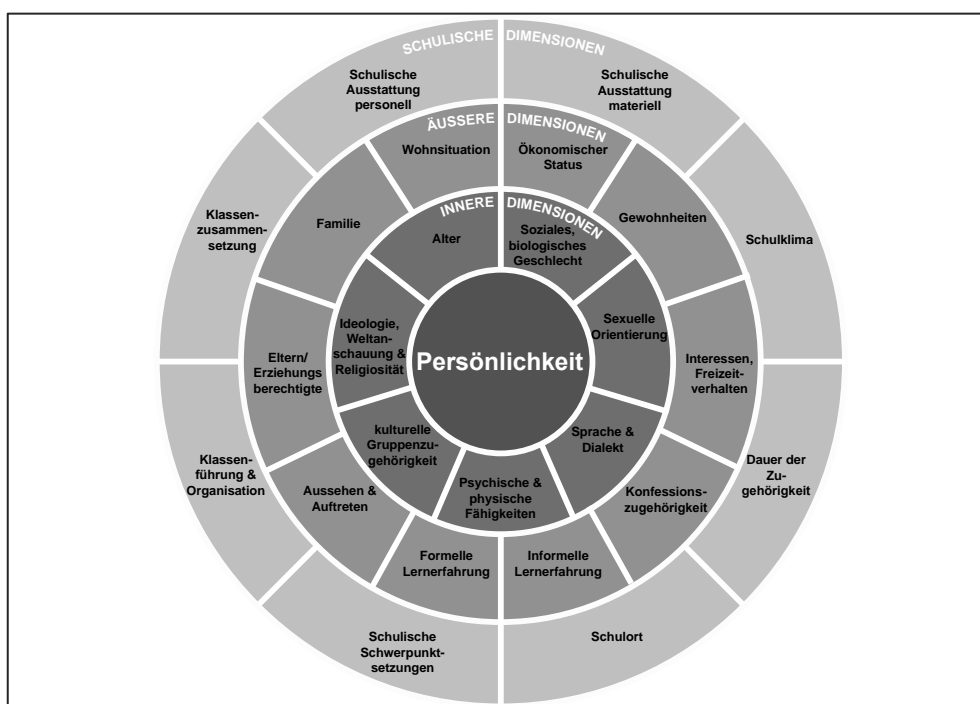 SCHULISCHE DIMENSIONEN
Schulische
Ausstattung
personell
Schulische
Ausstattung
materiell
Klassen-
zusammen-
setzung
Schulklima
Klassen-
führung &
Organisation
Dauer der
Zu-
gehörigkeit
Schulische
Schwerpunkt-
setzungen
Schulort
ÄUSSERE DIMENSIONEN
Wohnsituation
Ökonomischer
Status
Familie
Gewohnheiten
Eltern/
Erziehungs
berechtigte
Interessen,
Freizeit-
verhalten
Aussehen &
Auftreten
Konfessions-
zugehörigkeit
Formelle
Lernerfahrung
Informelle
Lernerfahrung
INNERE DIMENSIONEN
Alter
Soziales,
biologisches
Geschlecht
Ideologie,
Weltan-
schauung &
Religiosität
Sexuelle
Orientierung
kulturelle
Gruppenzu-
gehörigkeit
Sprache &
Dialekt
Psychische &
physische
Fähigkeiten
Persönlichkeit